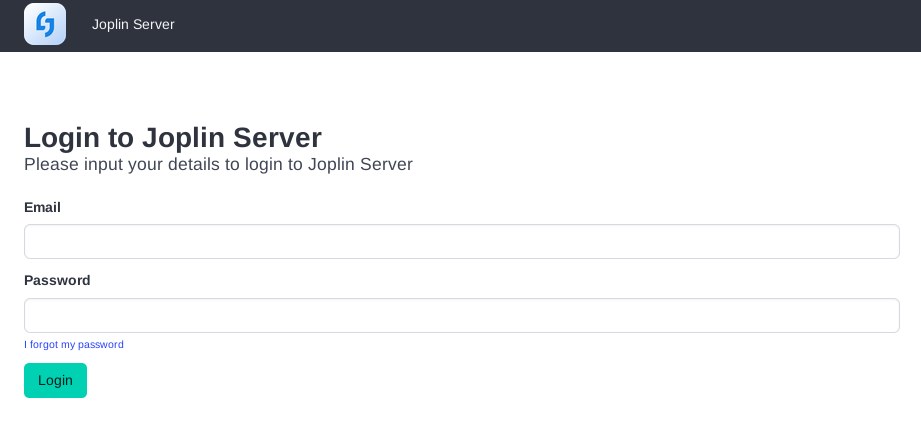 Joplin Server
Login to Joplin Server
Please input your details to login to Joplin Server
Email
Password
I forgot my password
Login